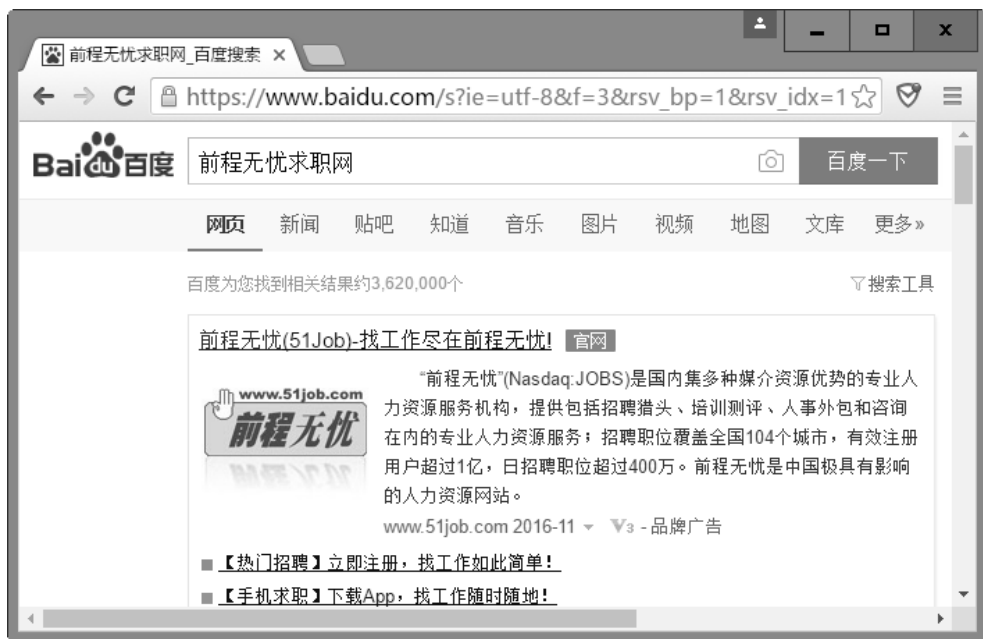 前程无忧求职网_百度搜索
https://www.baidu.com/s?ie=utf-8&f=3&rsv_bp=1&rsv_idx=1
Bai du 百度 前程无忧求职网 百度一下
网页 新闻 贴吧 知道 音乐 图片 视频 地图 文库 更多»
百度为您找到相关结果约3,620,000个 搜索工具
前程无忧(51Job)-找工作尽在前程无忧! 官网
www.51job.com
前程无忧
“前程无忧”(Nasdaq:JOBS)是国内集多种媒介资源优势的专业人
力资源服务机构，提供包括招聘猎头、培训测评、人事外包和咨询
在内的专业人力资源服务；招聘职位覆盖全国104个城市，有效注册
用户超过1亿，日招聘职位超过400万。前程无忧是中国极具有影响
的人力资源网站。
www.51job.com 2016-11 V3 - 品牌广告
【热门招聘】立即注册，找工作如此简单！
【手机求职】下载App，找工作随时随地！